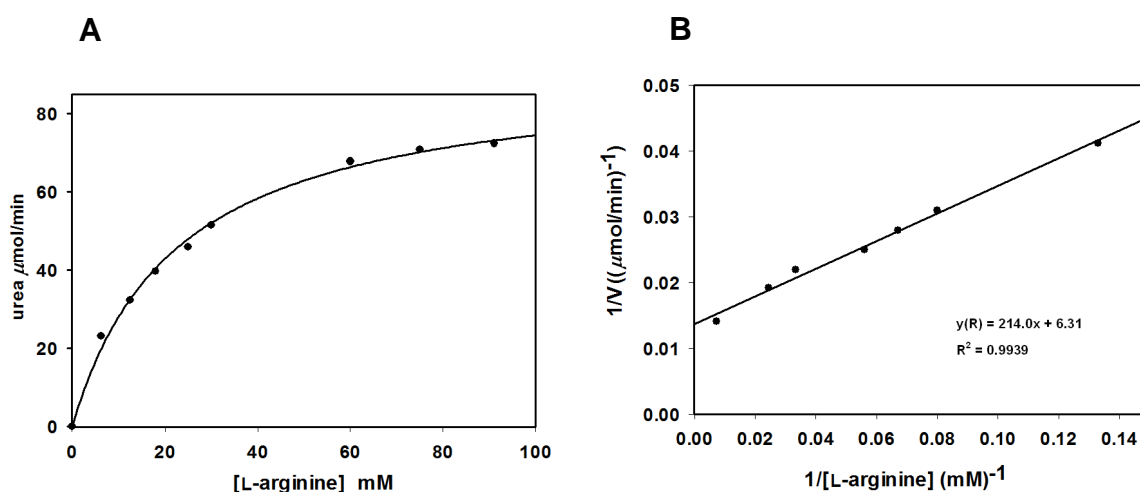 A
80
60
40
20
0
urea μmol/min
0 20 40 60 80 100
[L-arginine] mM
B
0.05
0.04
0.03
0.02
0.01
0.00
1/V ((μmol/min)-1
y(R) = 214.0x + 6.31
R² = 0.9939
0.00 0.02 0.04 0.06 0.08 0.10 0.12 0.14
1/[L-arginine] (mM)-1